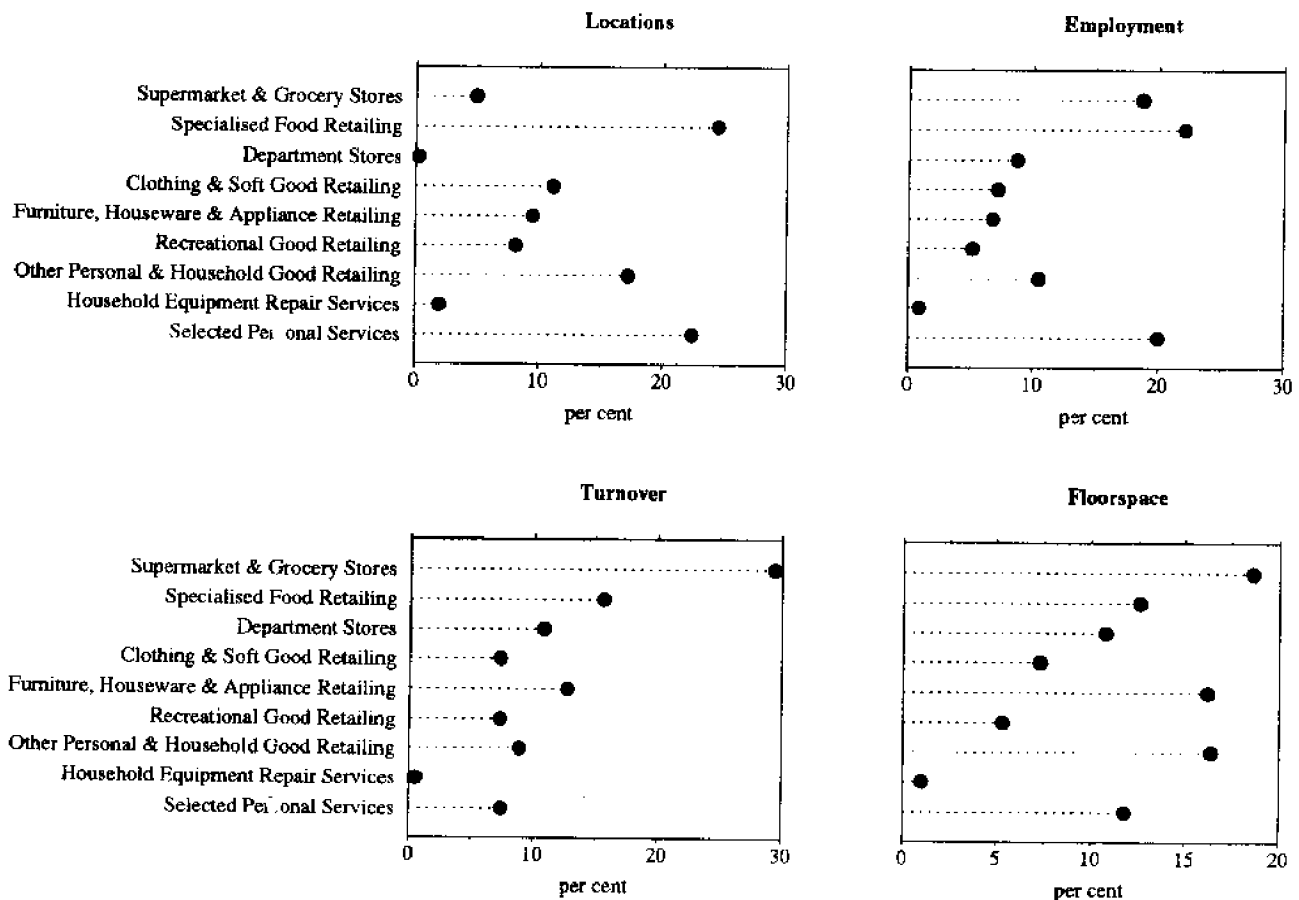 Locations
Employment
Supermarket & Grocery Stores
Specialised Food Retailing
Department Stores
Clothing & Soft Good Retailing
Furniture, Houseware & Appliance Retailing
Recreational Good Retailing
Other Personal & Household Good Retailing
Household Equipment Repair Services
Selected Personal Services
0 10 20 30
per cent
0 10 20 30
per cent
Turnover
Floorspace
Supermarket & Grocery Stores
Specialised Food Retailing
Department Stores
Clothing & Soft Good Retailing
Furniture, Houseware & Appliance Retailing
Recreational Good Retailing
Other Personal & Household Good Retailing
Household Equipment Repair Services
Selected Personal Services
0 10 20 30
per cent
0 5 10 15 20
per cent